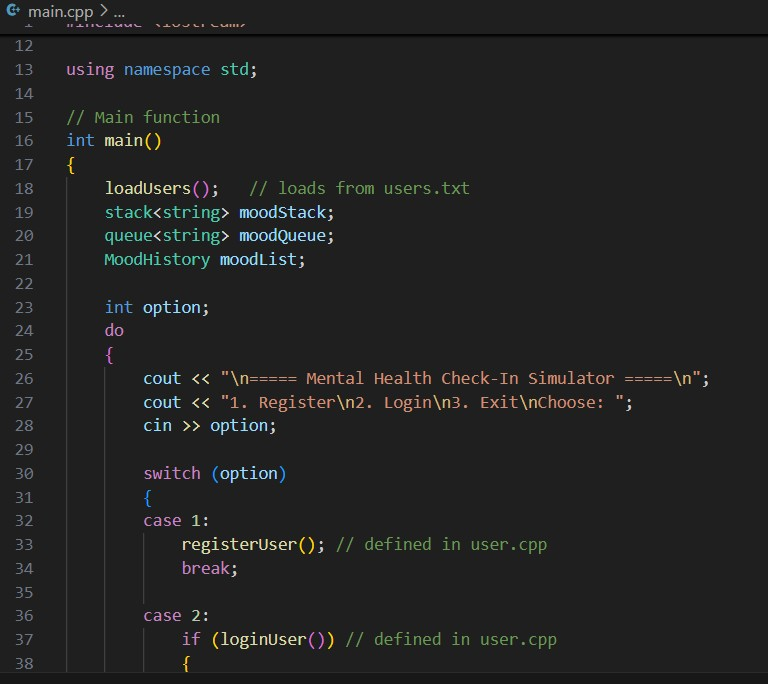 main.cpp > ...
1 #include <iostream>
12
13 using namespace std;
14
15 // Main function
16 int main()
17 {
18     loadUsers();   // loads from users.txt
19     stack<string> moodStack;
20     queue<string> moodQueue;
21     MoodHistory moodList;
22
23     int option;
24     do
25     {
26         cout << "\n===== Mental Health Check-In Simulator =====\n";
27         cout << "1. Register\n2. Login\n3. Exit\nChoose: ";
28         cin >> option;
29
30         switch (option)
31         {
32         case 1:
33             registerUser(); // defined in user.cpp
34             break;
35
36         case 2:
37             if (loginUser()) // defined in user.cpp
38             {